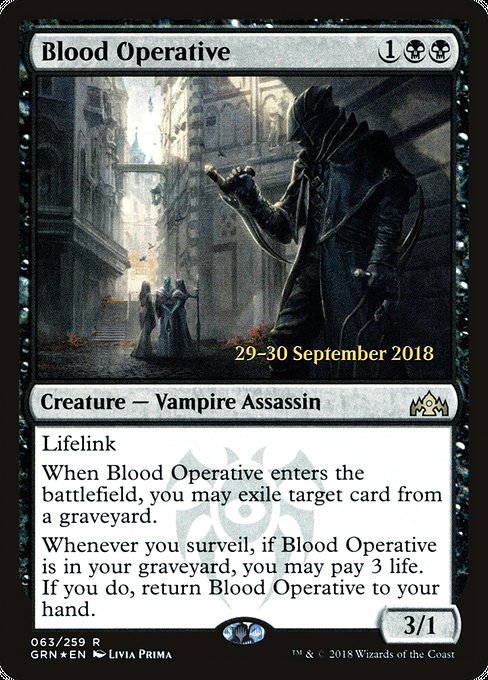 Blood Operative 1
29–30 September 2018
Creature — Vampire Assassin
Lifelink
When Blood Operative enters the
battlefield, you may exile target card from
a graveyard.
Whenever you surveil, if Blood Operative
is in your graveyard, you may pay 3 life.
If you do, return Blood Operative to your
hand.
3/1
063/259 R
GRN★EN Livia Prima
™ & © 2018 Wizards of the Coast